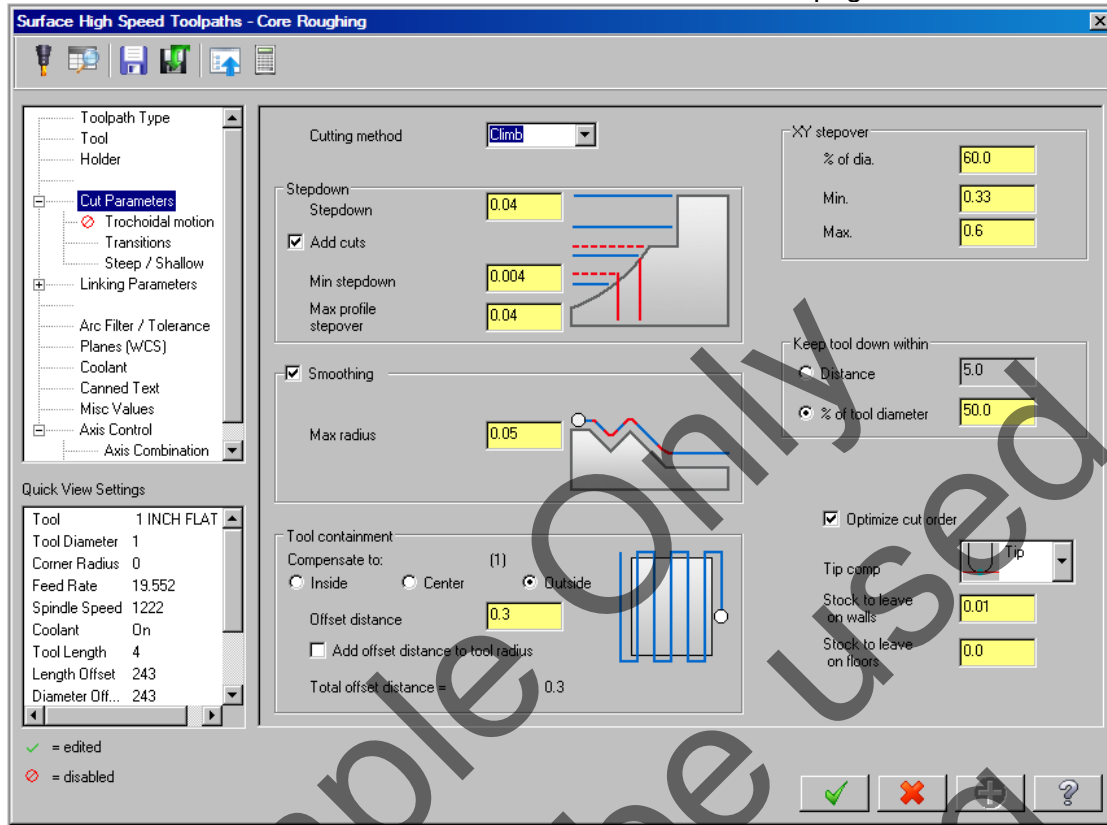 Surface High Speed Toolpaths - Core Roughing
Toolpath Type
Tool
Holder
Cut Parameters
Trochoidal motion
Transitions
Steep / Shallow
Linking Parameters
Arc Filter / Tolerance
Planes (WCS)
Coolant
Canned Text
Misc Values
Axis Control
Axis Combination
Quick View Settings
Tool 1 INCH FLAT
Tool Diameter 1
Corner Radius 0
Feed Rate 19.552
Spindle Speed 1222
Coolant On
Tool Length 4
Length Offset 243
Diameter Off... 243
= edited
= disabled
Cutting method Climb
Stepdown
Stepdown 0.04
Add cuts
Min stepdown 0.004
Max profile stepover 0.04
Smoothing
Max radius 0.05
Tool containment
Compensate to: (1)
Inside Center Outside
Offset distance 0.3
Add offset distance to tool radius
Total offset distance = 0.3
XY stepover
% of dia. 60.0
Min. 0.33
Max. 0.6
Keep tool down within
Distance 5.0
% of tool diameter 50.0
Optimize cut order
Tip comp Tip
Stock to leave on walls 0.01
Stock to leave on floors 0.0
only
used